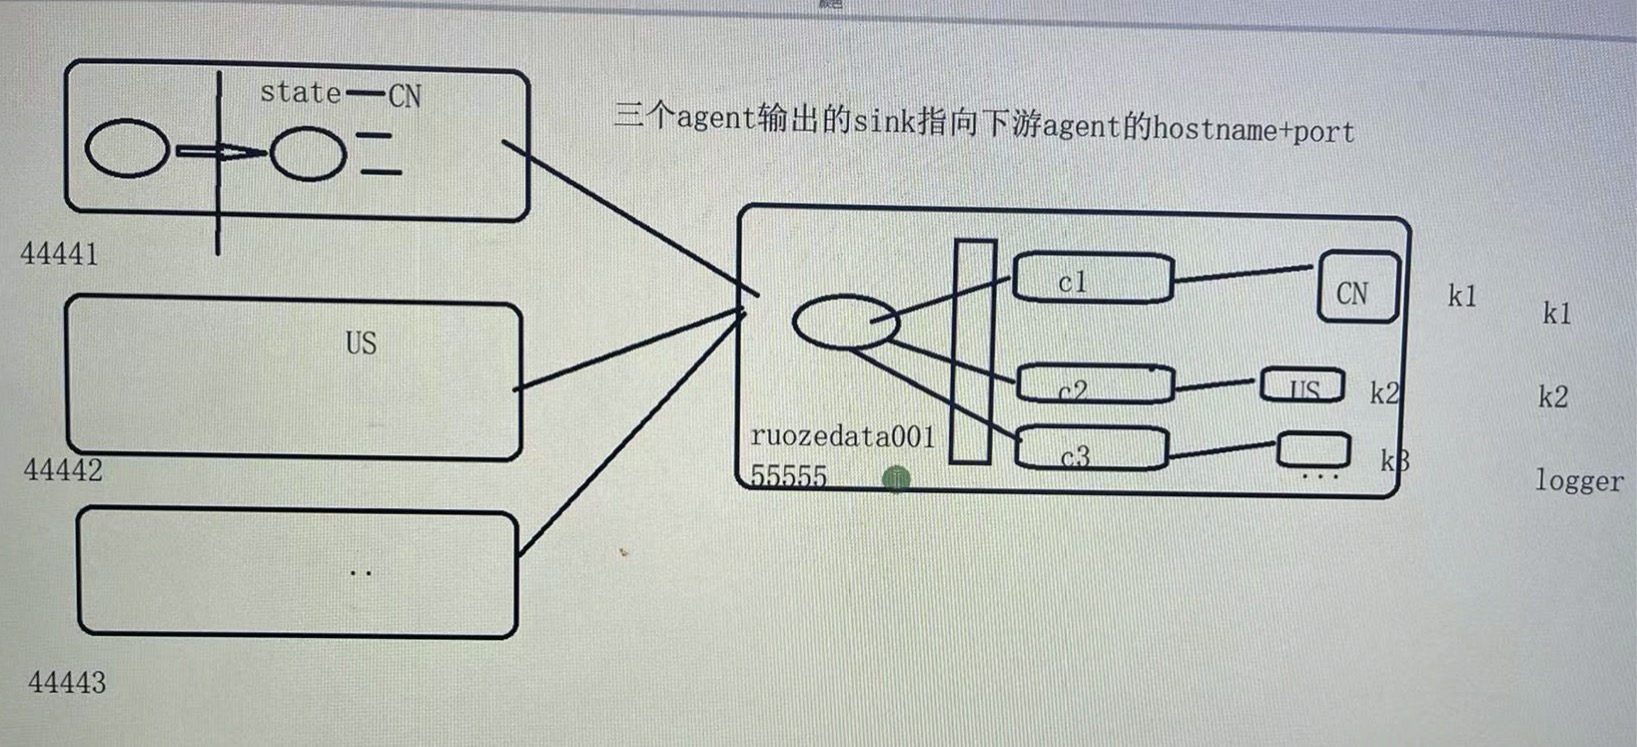 state—CN
三个agent输出的sink指向下游agent的hostname+port
44441
US
44442
..
44443
c1
CN
k1
k1
c2
US
k2
k2
ruozedata001
c3
k3
...
55555
logger